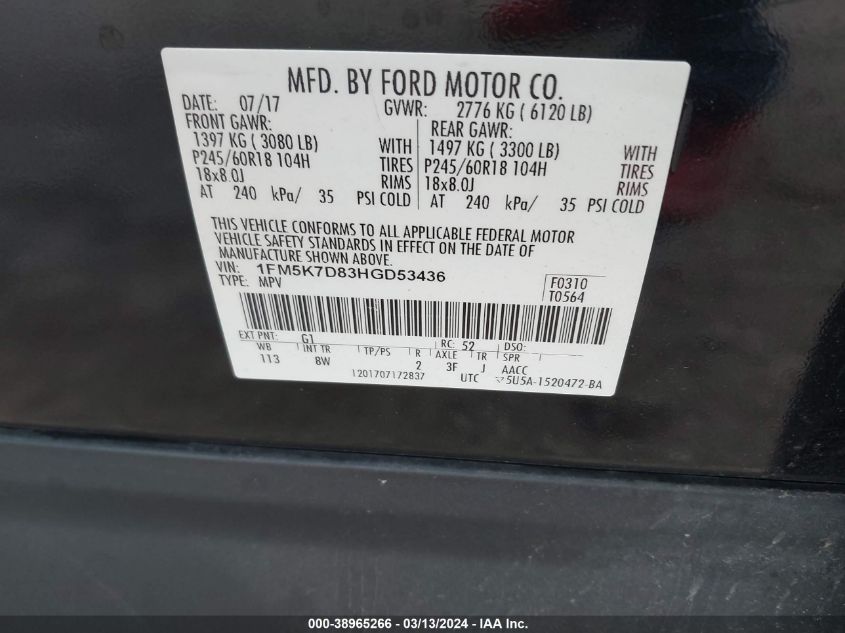 MFD. BY FORD MOTOR CO.
DATE: 07/17 GVWR: 2776 KG ( 6120 LB)
FRONT GAWR: REAR GAWR:
1397 KG ( 3080 LB) WITH 1497 KG ( 3300 LB) WITH
P245/60R18 104H TIRES P245/60R18 104H TIRES
18x8.0J RIMS 18x8.0J RIMS
AT 240 kPa/ 35 PSI COLD AT 240 kPa/ 35 PSI COLD
THIS VEHICLE CONFORMS TO ALL APPLICABLE FEDERAL MOTOR
VEHICLE SAFETY STANDARDS IN EFFECT ON THE DATE OF
MANUFACTURE SHOWN ABOVE.
VIN: 1FM5K7D83HGD53436 F0310
TYPE: MPV T0564
EXT PNT: G1 RC: 52 DSO:
WB INT TR TP/PS R AXLE TR SPR
113 8W 2 3F J AACC
1201707172837 UTC 5U5A-1520472-BA
000-38965266 - 03/13/2024 - IAA Holdings, LLC.